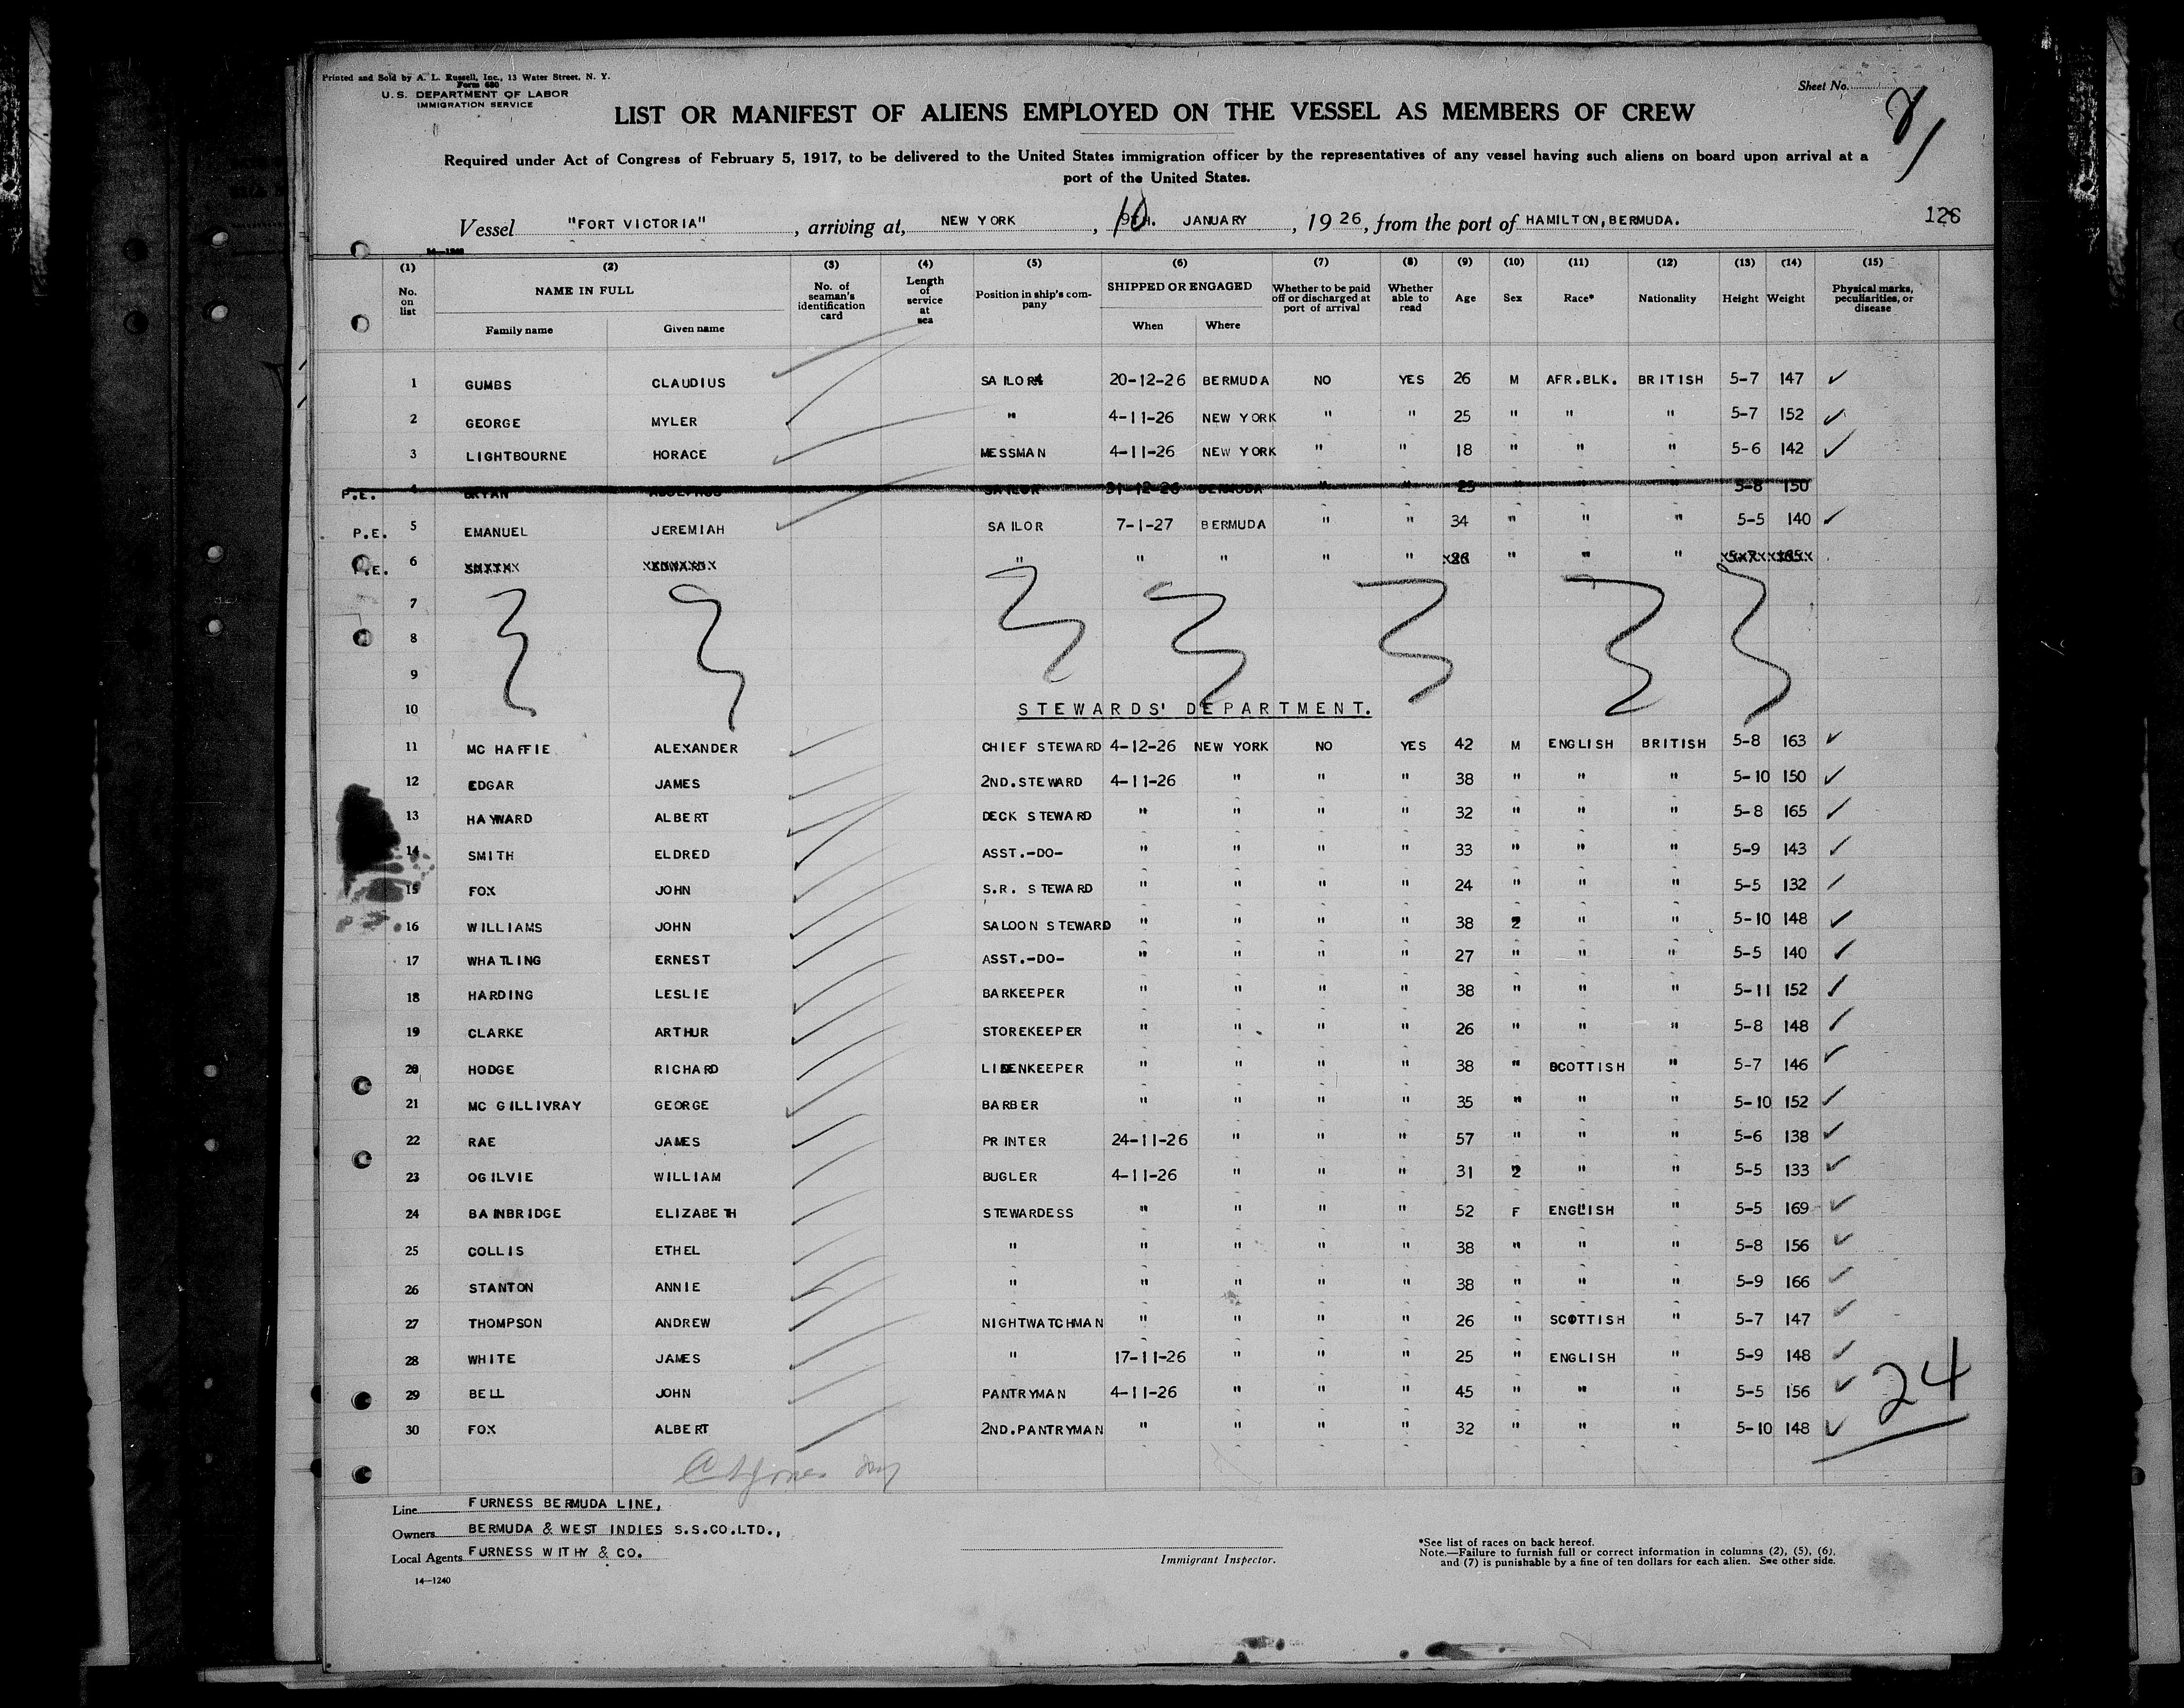 Printed and Sold by A. L. Russell, Inc., 13 Water Street, N. Y.
Form 680
U. S. DEPARTMENT OF LABOR
IMMIGRATION SERVICE
Sheet No.
LIST OR MANIFEST OF ALIENS EMPLOYED ON THE VESSEL AS MEMBERS OF CREW
Required under Act of Congress of February 5, 1917, to be delivered to the United States immigration officer by the representatives of any vessel having such aliens on board upon arrival at a
port of the United States.
Vessel "FORT VICTORIA", arriving at, NEW YORK, 10 JANUARY, 1926, from the port of HAMILTON, BERMUDA.
126
14—1240
(1) (2) (3) (4) (5) (6) (7) (8) (9) (10) (11) (12) (13) (14) (15)
No. on list NAME IN FULL Family name Given name No. of seaman's identification card Length of service at sea Position in ship's company SHIPPED OR ENGAGED When Where Whether to be paid off or discharged at port of arrival Whether able to read Age Sex Race* Nationality Height Weight Physical marks, peculiarities, or disease
1 GUMBS CLAUDIUS SAILOR 20-12-26 BERMUDA NO YES 26 M AFR.BLK. BRITISH 5-7 147 ✓
2 GEORGE MYLER " 4-11-26 NEW YORK " " 25 " " " 5-7 152 ✓
3 LIGHTBOURNE HORACE MESSMAN 4-11-26 NEW YORK " " 18 " " " 5-6 142 ✓
P.E. 4 BRYAN ADOLPHUS SAILOR 31-12-26 BERMUDA " " 25 " " " 5-8 150
P.E. 5 EMANUEL JEREMIAH SAILOR 7-1-27 BERMUDA " " 34 " " " 5-5 140 ✓
P.E. 6 SMITH EDWARD " " " " " 26 " " " 5-7 165
7
8
9
10 STEWARDS' DEPARTMENT.
11 MC HAFFIE ALEXANDER CHIEF STEWARD 4-12-26 NEW YORK NO YES 42 M ENGLISH BRITISH 5-8 163 ✓
12 EDGAR JAMES 2ND.STEWARD 4-11-26 " " " 38 " " " 5-10 150 ✓
13 HAYWARD ALBERT DECK STEWARD " " " " 32 " " " 5-8 165 ✓
14 SMITH ELDRED ASST.-DO- " " " " 33 " " " 5-9 143 ✓
15 FOX JOHN S.R. STEWARD " " " " 24 " " " 5-5 132 ✓
16 WILLIAMS JOHN SALOON STEWARD " " " " 38 2 " " 5-10 148 ✓
17 WHATLING ERNEST ASST.-DO- " " " " 27 " " " 5-5 140 ✓
18 HARDING LESLIE BARKEEPER " " " " 38 " " " 5-11 152 ✓
19 CLARKE ARTHUR STOREKEEPER " " " " 26 " " " 5-8 148 ✓
20 HODGE RICHARD LINENKEEPER " " " " 38 " SCOTTISH " 5-7 146 ✓
21 MC GILLIVRAY GEORGE BARBER " " " " 35 " " " 5-10 152 ✓
22 RAE JAMES PRINTER 24-11-26 " " " 57 " " " 5-6 138 ✓
23 OGILVIE WILLIAM BUGLER 4-11-26 " " " 31 2 " " 5-5 133 ✓
24 BAINBRIDGE ELIZABETH STEWARDESS " " " " 52 F ENGLISH " 5-5 169 ✓
25 COLLIS ETHEL " " " " " 38 " " " 5-8 156 ✓
26 STANTON ANNIE " " " " " 38 " " " 5-9 166 ✓
27 THOMPSON ANDREW NIGHTWATCHMAN " " " " 26 " SCOTTISH " 5-7 147 ✓
28 WHITE JAMES " 17-11-26 " " " 25 " ENGLISH " 5-9 148 ✓
29 BELL JOHN PANTRYMAN 4-11-26 " " " 45 " " " 5-5 156 ✓
30 FOX ALBERT 2ND.PANTRYMAN " " " " 32 " " " 5-10 148 ✓
24
Line FURNESS BERMUDA LINE,
Owners BERMUDA & WEST INDIES S.S.CO.LTD.,
Local Agents FURNESS WITHY & CO.
14—1240
Immigrant Inspector.
*See list of races on back hereof.
Note.—Failure to furnish full or correct information in columns (2), (5), (6),
and (7) is punishable by a fine of ten dollars for each alien. See other side.